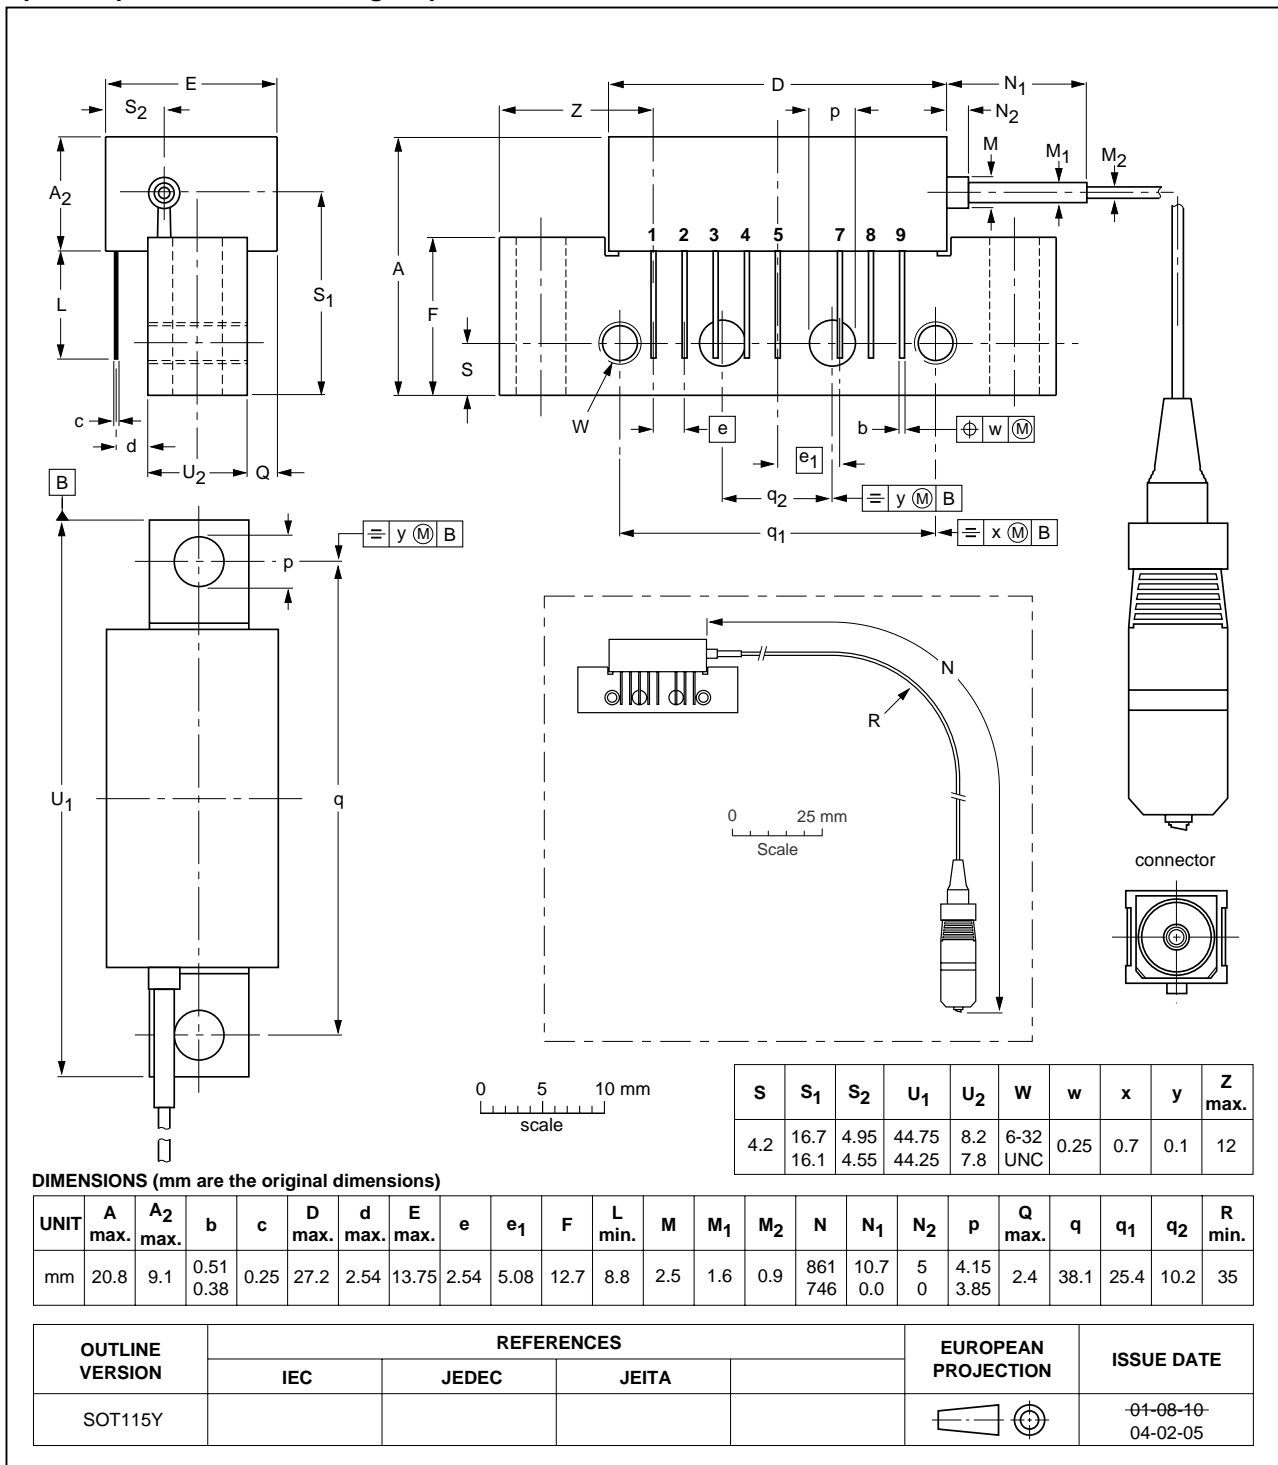 E
S2
A2
L
S1
c
d
U2
Q
D
N1
Z
p
N2
M
M1
M2
A
F
S
1 2 3 4 5 7 8 9
W
e
b
w M
e1
q2
y M B
q1
x M B
B
y M B
p
U1
q
N
R
0 25 mm
Scale
connector
0 5 10 mm
scale
S S1 S2 U1 U2 W w x y Z max.
4.2 16.7 16.1 4.95 4.55 44.75 44.25 8.2 7.8 6-32 UNC 0.25 0.7 0.1 12
DIMENSIONS (mm are the original dimensions)
UNIT A max. A2 max. b c D max. d max. E max. e e1 F L min. M M1 M2 N N1 N2 p Q max. q q1 q2 R min.
mm 20.8 9.1 0.51 0.38 0.25 27.2 2.54 13.75 2.54 5.08 12.7 8.8 2.5 1.6 0.9 861 746 10.7 0.0 5 0 4.15 3.85 2.4 38.1 25.4 10.2 35
OUTLINE VERSION REFERENCES EUROPEAN PROJECTION ISSUE DATE
IEC JEDEC JEITA
SOT115Y 01-08-10
04-02-05